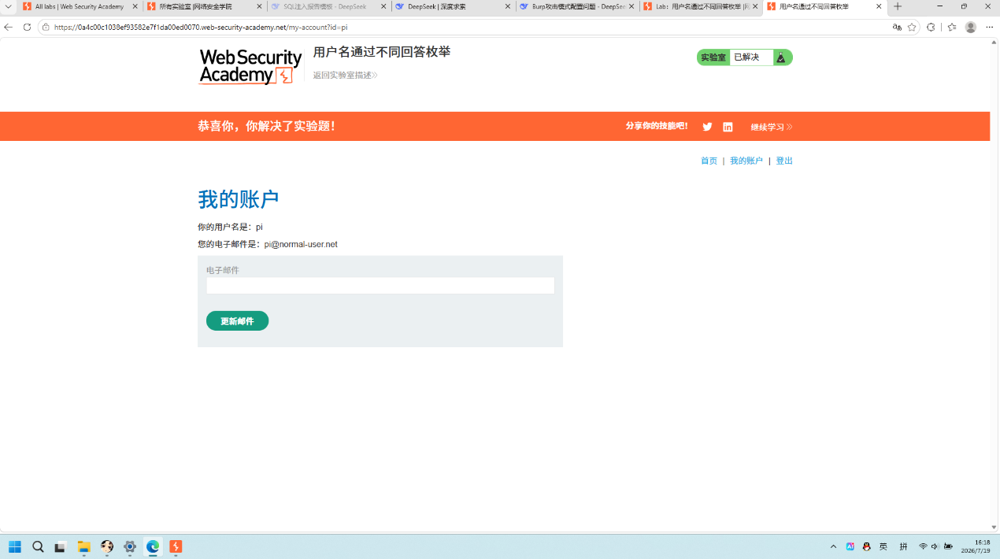 All labs | Web Security Academy
所有实验室 |网络安全学院
SQL注入报告模板 - DeepSeek
DeepSeek | 深度求索
Burp攻击模式配置问题 - DeepSee
Lab：用户名通过不同回答枚举 |网
用户名通过不同回答枚举
https://0a4c00c1038ef93582e7f1da00ed0070.web-security-academy.net/my-account?id=pi
WebSecurity
Academy
用户名通过不同回答枚举
返回实验室描述
实验室 已解决
恭喜你，你解决了实验题！
分享你的技能吧！
继续学习
首页 | 我的账户 | 登出
我的账户
你的用户名是：pi
您的电子邮件是：pi@normal-user.net
电子邮件
更新邮件
英
拼
16:18
2026/7/19